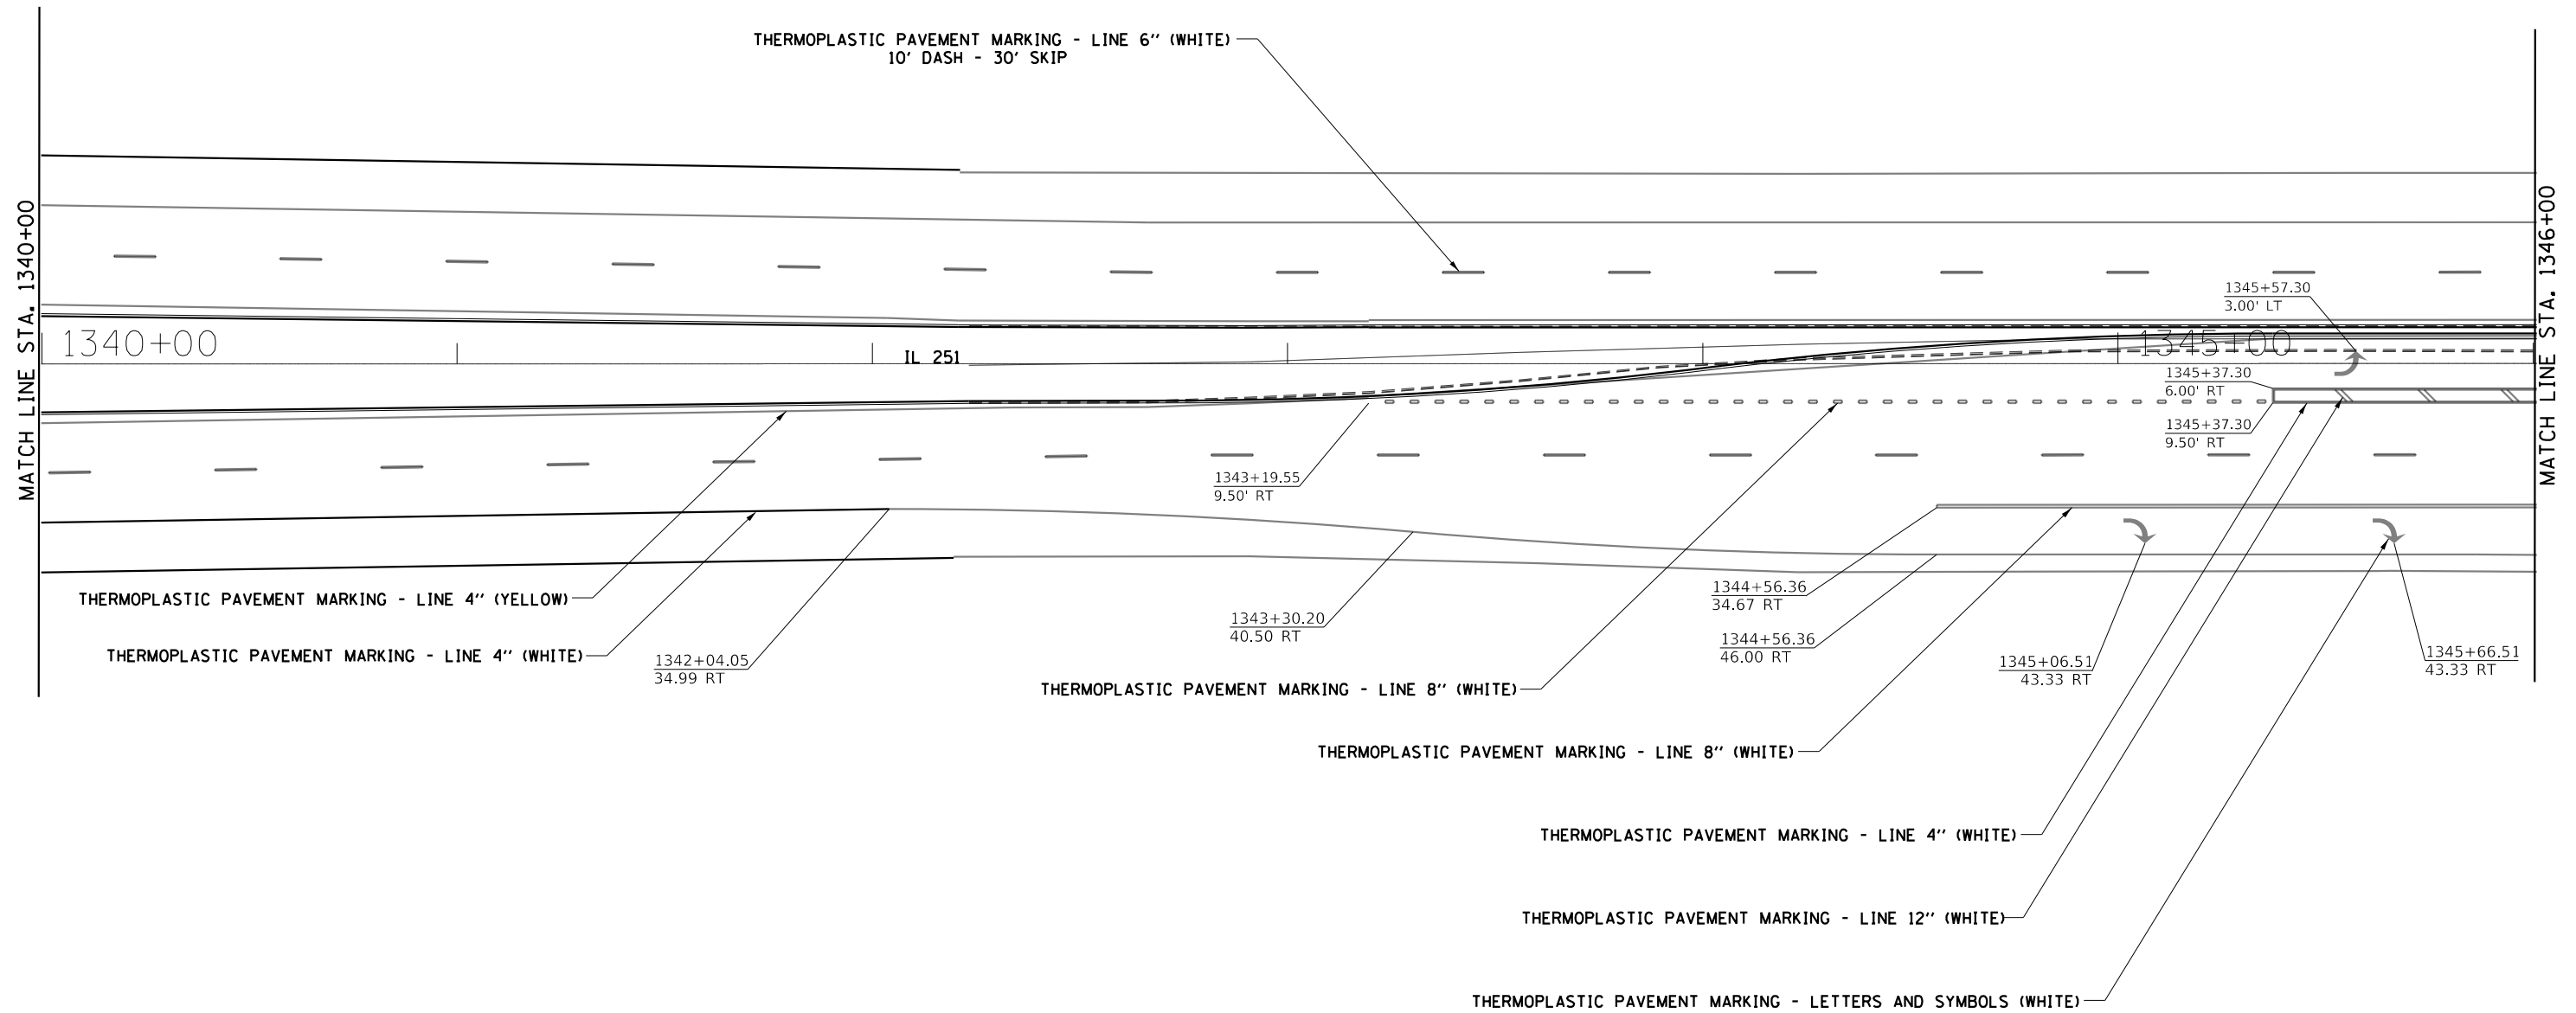 THERMOPLASTIC PAVEMENT MARKING - LINE 6'' (WHITE)
10' DASH - 30' SKIP
MATCH LINE STA. 1340+00
MATCH LINE STA. 1346+00
1345+57.30
3.00' LT
1340+00
IL 251
1345+00
1345+37.30
6.00' RT
1345+37.30
9.50' RT
1343+19.55
9.50' RT
THERMOPLASTIC PAVEMENT MARKING - LINE 4'' (YELLOW)
1344+56.36
34.67 RT
1343+30.20
40.50 RT
1344+56.36
46.00 RT
THERMOPLASTIC PAVEMENT MARKING - LINE 4'' (WHITE)
1342+04.05
34.99 RT
1345+06.51
43.33 RT
1345+66.51
43.33 RT
THERMOPLASTIC PAVEMENT MARKING - LINE 8'' (WHITE)
THERMOPLASTIC PAVEMENT MARKING - LINE 8'' (WHITE)
THERMOPLASTIC PAVEMENT MARKING - LINE 4'' (WHITE)
THERMOPLASTIC PAVEMENT MARKING - LINE 12'' (WHITE)
THERMOPLASTIC PAVEMENT MARKING - LETTERS AND SYMBOLS (WHITE)